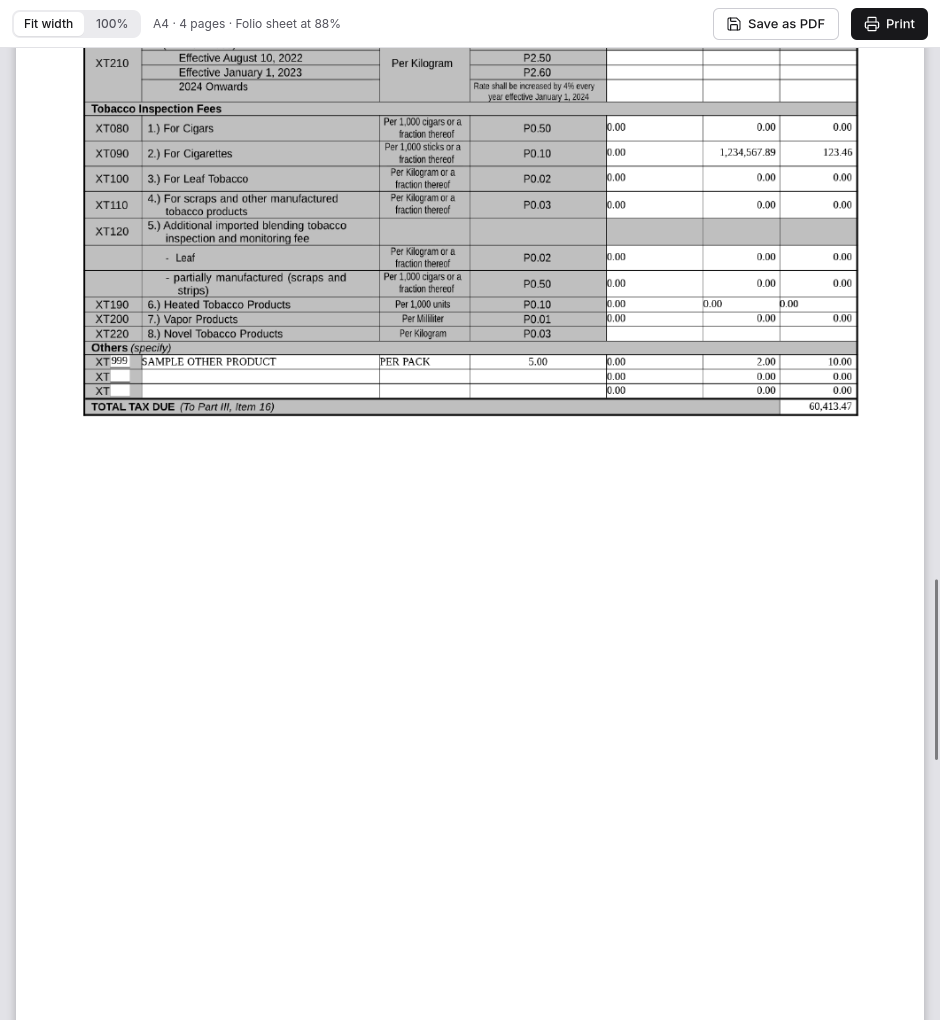 Fit width 100% A4 · 4 pages · Folio sheet at 88% Save as PDF Print
XT210 Effective August 10, 2022 Per Kilogram P2.50
Effective January 1, 2023 P2.60
2024 Onwards Rate shall be increased by 4% every year effective January 1, 2024
Tobacco Inspection Fees
XT080 1.) For Cigars Per 1,000 cigars or a fraction thereof P0.50 0.00 0.00 0.00
XT090 2.) For Cigarettes Per 1,000 sticks or a fraction thereof P0.10 0.00 1,234,567.89 123.46
XT100 3.) For Leaf Tobacco Per Kilogram or a fraction thereof P0.02 0.00 0.00 0.00
XT110 4.) For scraps and other manufactured tobacco products Per Kilogram or a fraction thereof P0.03 0.00 0.00 0.00
XT120 5.) Additional imported blending tobacco inspection and monitoring fee
- Leaf Per Kilogram or a fraction thereof P0.02 0.00 0.00 0.00
- partially manufactured (scraps and strips) Per 1,000 cigars or a fraction thereof P0.50 0.00 0.00 0.00
XT190 6.) Heated Tobacco Products Per 1,000 units P0.10 0.00 0.00 0.00
XT200 7.) Vapor Products Per Milliliter P0.01 0.00 0.00 0.00
XT220 8.) Novel Tobacco Products Per Kilogram P0.03
Others (specify)
XT 999 SAMPLE OTHER PRODUCT PER PACK 5.00 0.00 2.00 10.00
XT 0.00 0.00 0.00
XT 0.00 0.00 0.00
TOTAL TAX DUE (To Part III, Item 16) 60,413.47